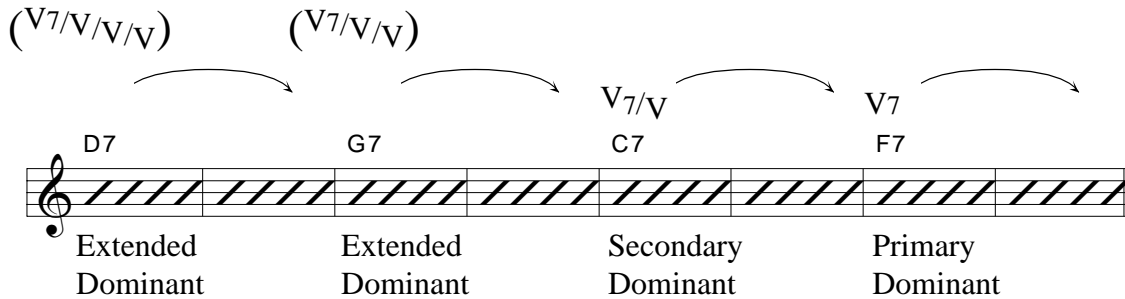 (V7/V/V/V) (V7/V/V)
V7/V V7
D7 G7 C7 F7
Extended Extended Secondary Primary
Dominant Dominant Dominant Dominant